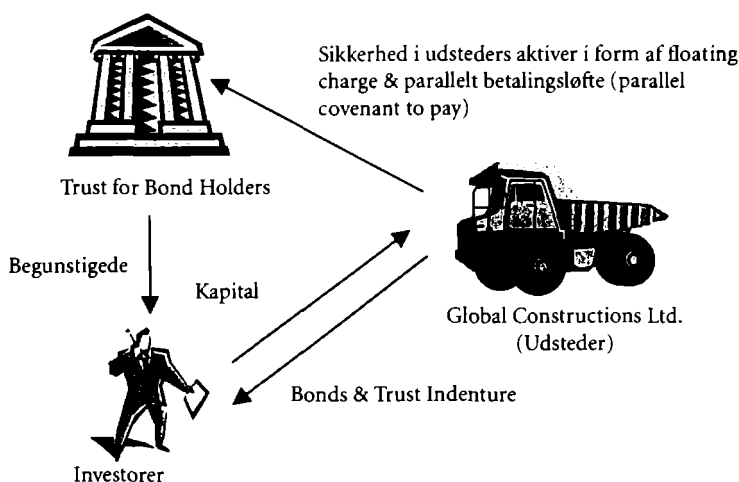 Sikkerhed i udsteders aktiver i form af floating
charge & parallelt betalingsløfte (parallel
covenant to pay)
Trust for Bond Holders
Begunstigede
Kapital
Global Constructions Ltd.
(Udsteder)
Bonds & Trust Indenture
Investorer